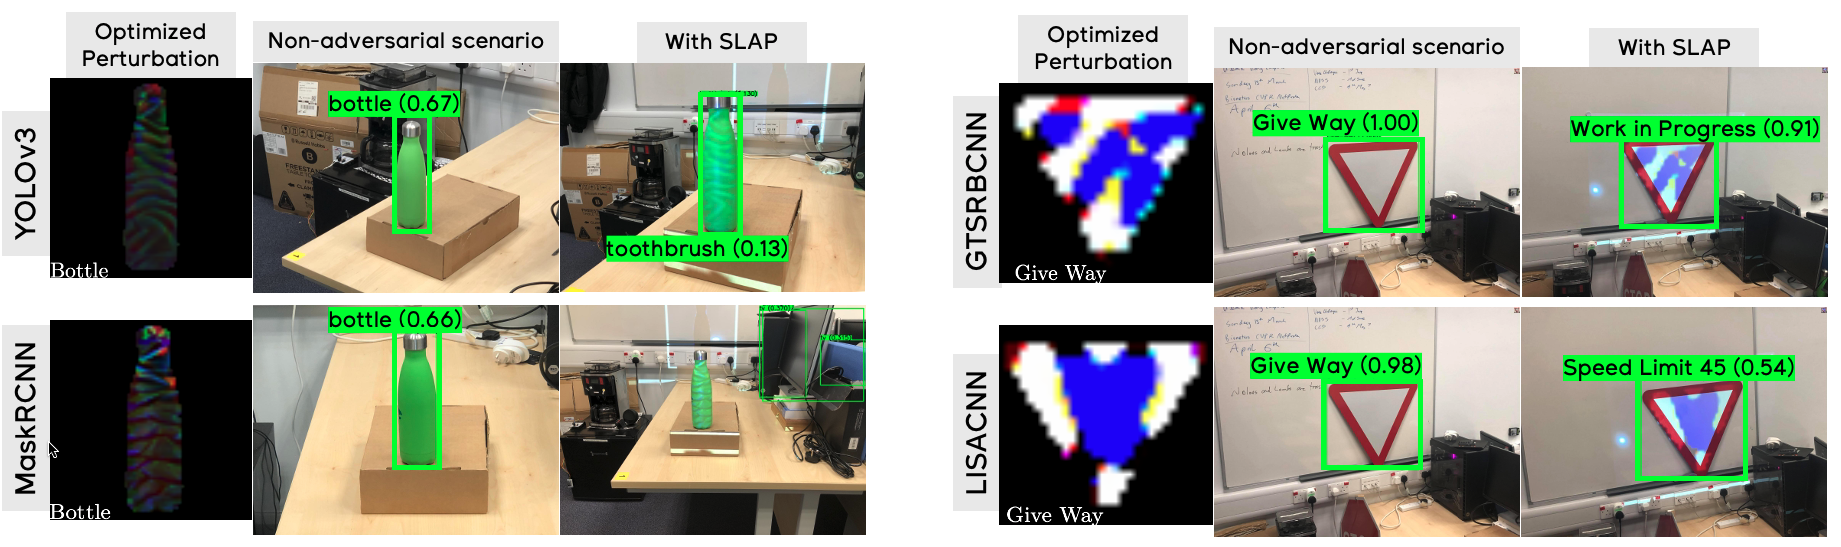 Optimized
Perturbation
Non-adversarial scenario
With SLAP
YOLOv3
Bottle
bottle (0.67)
toothbrush (0.13)
MaskRCNN
Bottle
bottle (0.66)
Optimized
Perturbation
Non-adversarial scenario
With SLAP
GTSRBCNN
Give Way
Give Way (1.00)
Work in Progress (0.91)
LISACNN
Give Way
Give Way (0.98)
Speed Limit 45 (0.54)